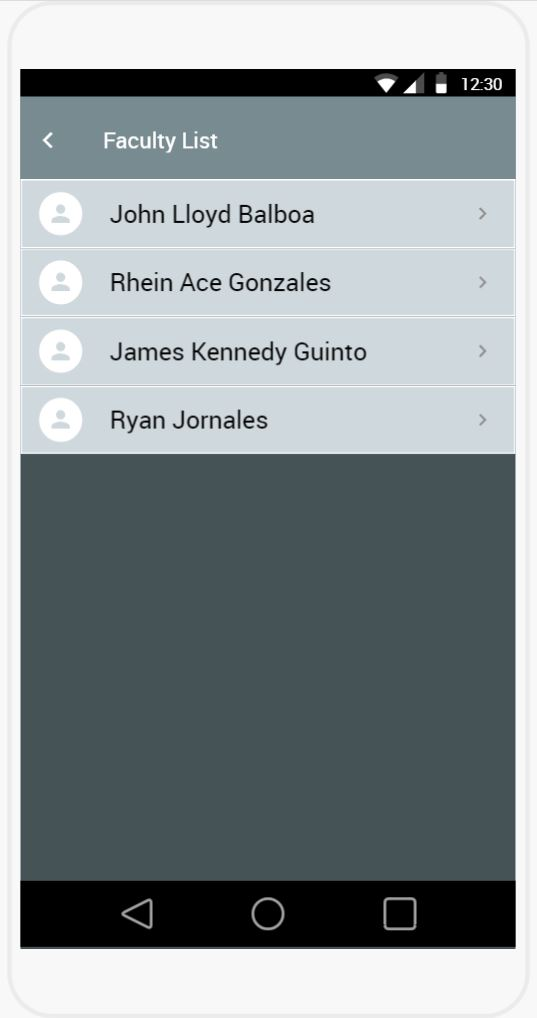 12:30
Faculty List
John Lloyd Balboa
Rhein Ace Gonzales
James Kennedy Guinto
Ryan Jornales